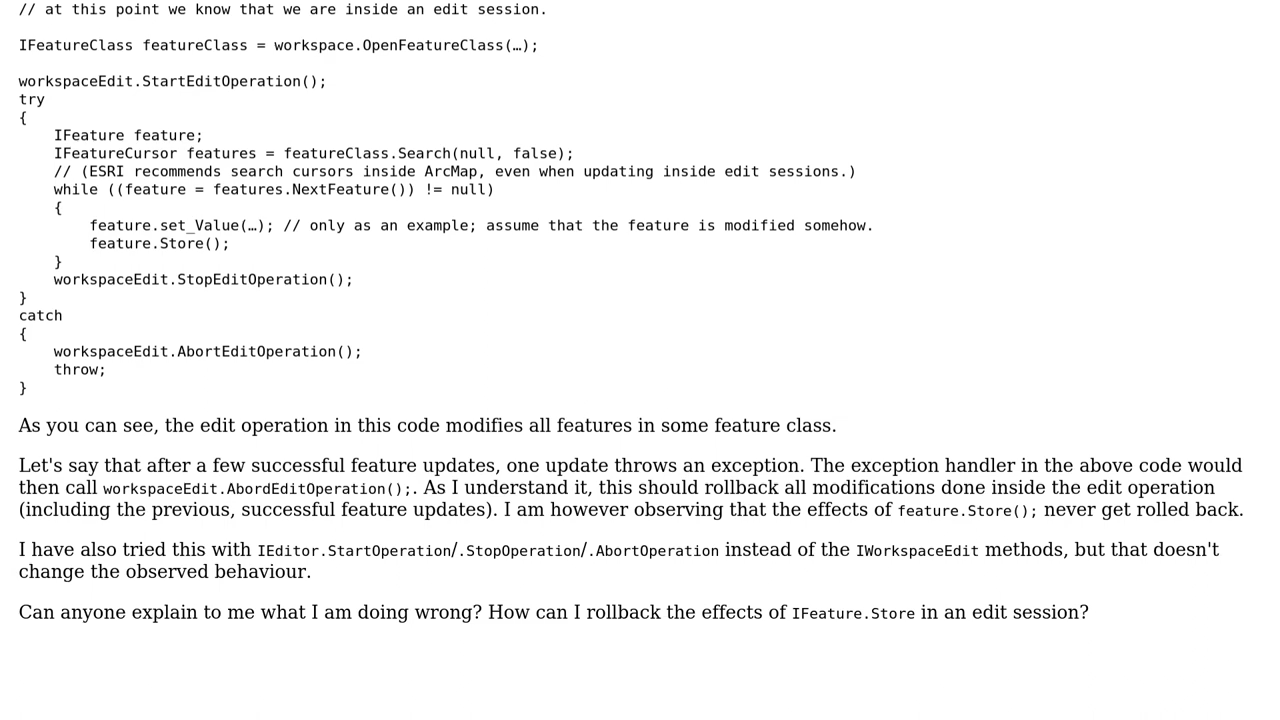 // at this point we know that we are inside an edit session.
IFeatureClass featureClass = workspace.OpenFeatureClass(…);
workspaceEdit.StartEditOperation();
try
{
    IFeature feature;
    IFeatureCursor features = featureClass.Search(null, false);
    // (ESRI recommends search cursors inside ArcMap, even when updating inside edit sessions.)
    while ((feature = features.NextFeature()) != null)
    {
        feature.set_Value(…); // only as an example; assume that the feature is modified somehow.
        feature.Store();
    }
    workspaceEdit.StopEditOperation();
}
catch
{
    workspaceEdit.AbortEditOperation();
    throw;
}
As you can see, the edit operation in this code modifies all features in some feature class.
Let's say that after a few successful feature updates, one update throws an exception. The exception handler in the above code would
then call workspaceEdit.AbordEditOperation();. As I understand it, this should rollback all modifications done inside the edit operation
(including the previous, successful feature updates). I am however observing that the effects of feature.Store(); never get rolled back.
I have also tried this with IEditor.StartOperation/.StopOperation/.AbortOperation instead of the IWorkspaceEdit methods, but that doesn't
change the observed behaviour.
Can anyone explain to me what I am doing wrong? How can I rollback the effects of IFeature.Store in an edit session?